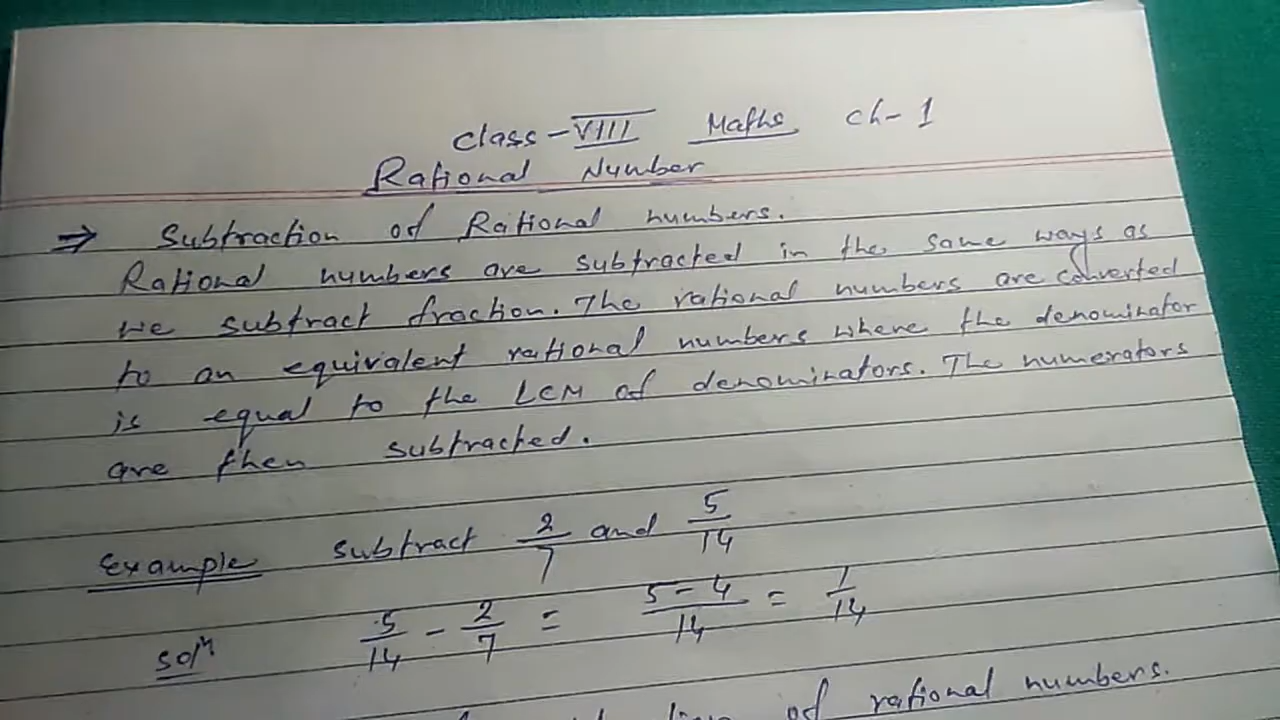 Class - VIII Maths Ch - 1
Rational Number
⇒ Subtraction of Rational numbers.
Rational numbers are subtracted in the same ways as
we subtract fraction. The rational numbers are converted
to an equivalent rational numbers where the denominator
is equal to the LCM of denominators. The numerators
are then subtracted.
Example Subtract 2/7 and 5/14
Solⁿ 5/14 - 2/7 = 5-4/14 = 1/14
of rational numbers.